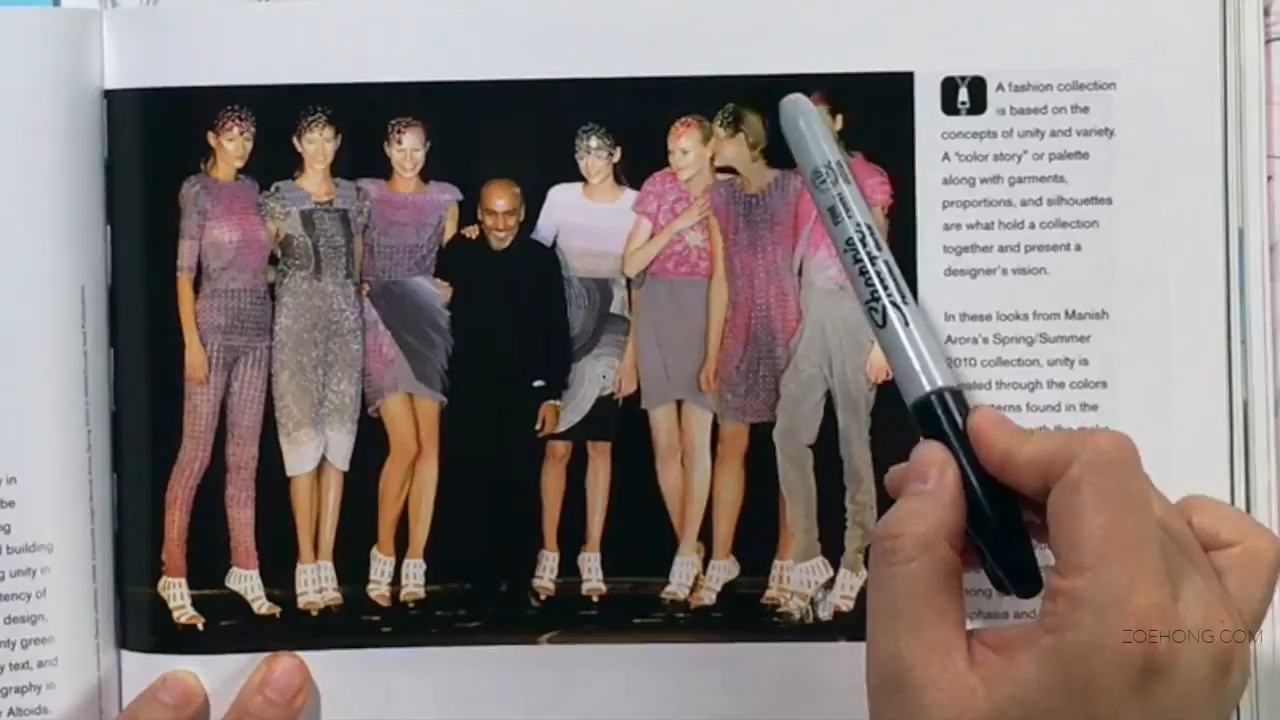 y in
be
ng
l building
g unity in
tency of
design,
nty green
y text, and
graphy in
Altoids.
A fashion collection
is based on the
concepts of unity and variety.
A "color story" or palette
along with garments,
proportions, and silhouettes
are what hold a collection
together and present a
designer's vision.
In these looks from Manish
Arora's Spring/Summer
2010 collection, unity is
ated through the colors
terns found in the
Sharpie
phasis and
ZOEHONG.COM